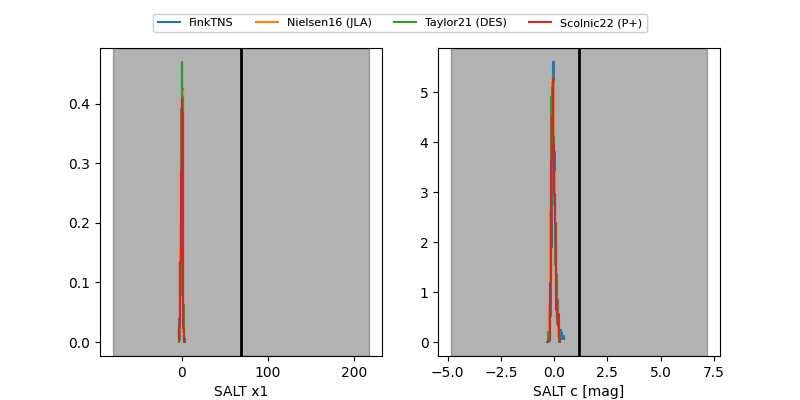 FinkTNS Nielsen16 (JLA) Taylor21 (DES) Scolnic22 (P+)
0.4
0.3
0.2
0.1
0.0
0 100 200
SALT x1
5
4
3
2
1
0
−5.0 −2.5 0.0 2.5 5.0 7.5
SALT c [mag]